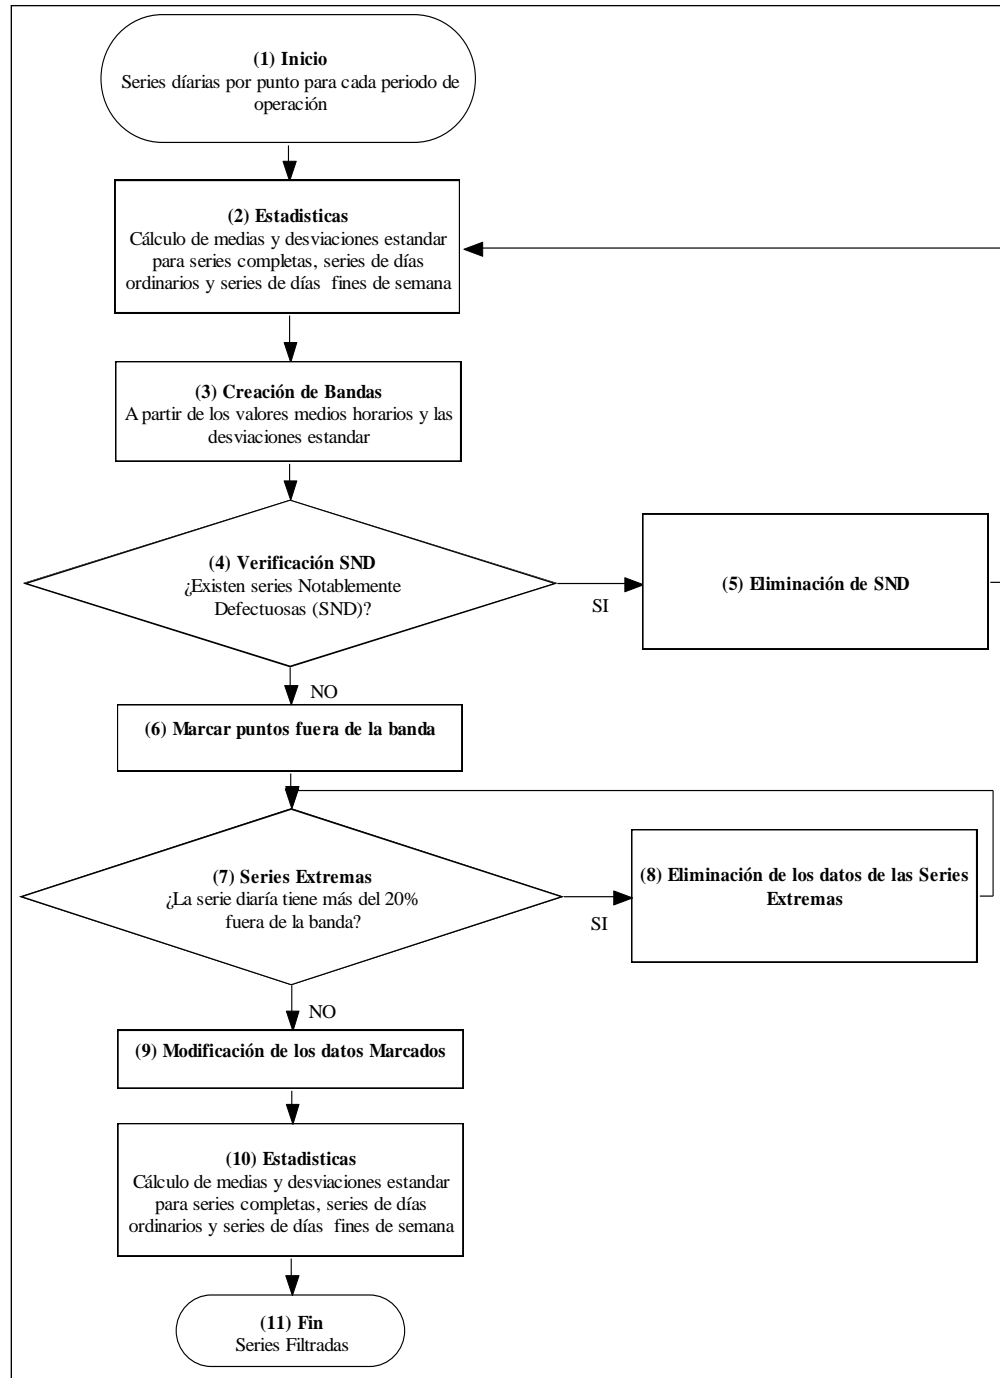 (1) Inicio
Series díarias por punto para cada periodo de
operación
(2) Estadisticas
Cálculo de medias y desviaciones estandar
para series completas, series de días
ordinarios y series de días fines de semana
(3) Creación de Bandas
A partir de los valores medios horarios y las
desviaciones estandar
(4) Verificación SND
¿Existen series Notablemente
Defectuosas (SND)?
SI
(5) Eliminación de SND
NO
(6) Marcar puntos fuera de la banda
(7) Series Extremas
¿La serie diaría tiene más del 20%
fuera de la banda?
SI
(8) Eliminación de los datos de las Series
Extremas
NO
(9) Modificación de los datos Marcados
(10) Estadisticas
Cálculo de medias y desviaciones estandar
para series completas, series de días
ordinarios y series de días fines de semana
(11) Fin
Series Filtradas